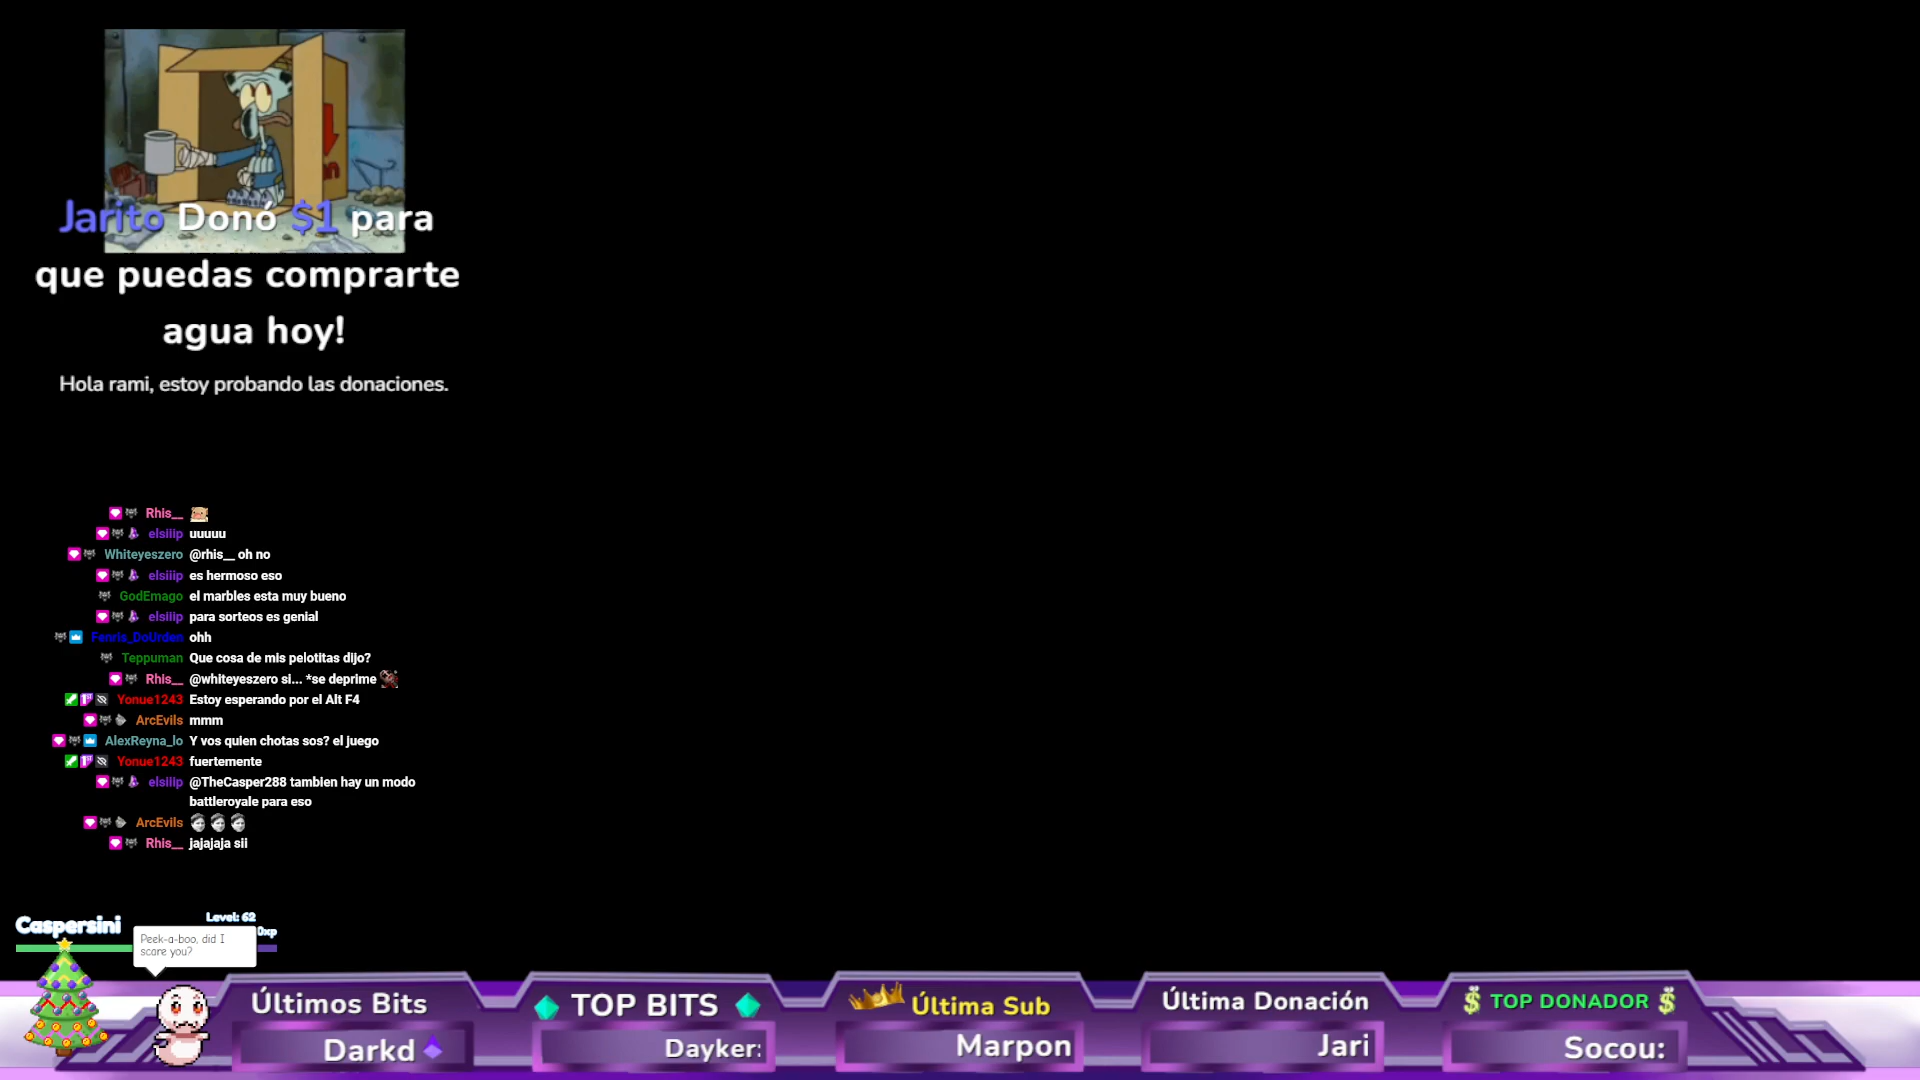 Jarito Donó $1 para
que puedas comprarte
agua hoy!
Hola rami, estoy probando las donaciones.
Rhis__
elsiiip uuuuu
Whiteyeszero @rhis__ oh no
elsiiip es hermoso eso
GodEmago el marbles esta muy bueno
elsiiip para sorteos es genial
Fenris_DoUrden ohh
Teppuman Que cosa de mis pelotitas dijo?
Rhis__ @whiteyeszero si... *se deprime
Yonue1243 Estoy esperando por el Alt F4
ArcEvils mmm
AlexReyna_lo Y vos quien chotas sos? el juego
Yonue1243 fuertemente
elsiiip @TheCasper288 tambien hay un modo
battleroyale para eso
ArcEvils
Rhis__ jajajaja sii
Caspersini Level: 62
0xp
Peek-a-boo, did I
scare you?
Últimos Bits
Darkd
TOP BITS
Dayker:
Última Sub
Marpon
Última Donación
Jari
TOP DONADOR
Socou: